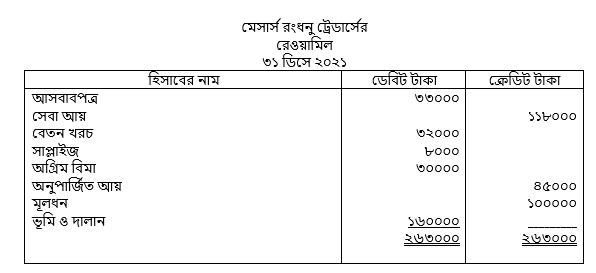 মেসার্স রংধনু ট্রেডার্সের
রেওয়ামিল
৩১ ডিসে ২০২১
হিসাবের নাম ডেবিট টাকা ক্রেডিট টাকা
আসবাবপত্র ৩৩০০০
সেবা আয় ১১৮০০০
বেতন খরচ ৩২০০০
সাপ্লাইজ ৮০০০
অগ্রিম বিমা ৩০০০০
অনুপার্জিত আয় ৪৫০০০
মূলধন ১০০০০০
ভূমি ও দালান ১৬০০০০
২৬৩০০০ ২৬৩০০০